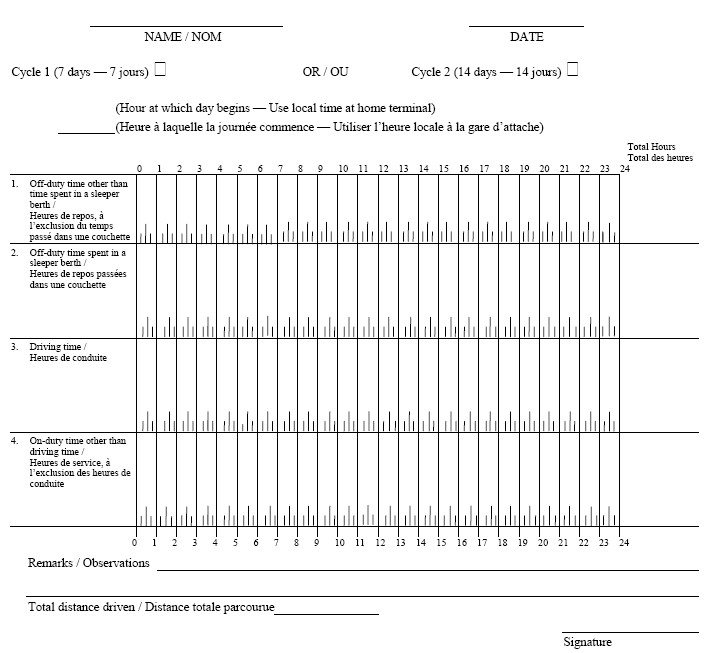 NAME / NOM DATE
Cycle 1 (7 days — 7 jours) OR / OU Cycle 2 (14 days — 14 jours)
(Hour at which day begins — Use local time at home terminal)
(Heure à laquelle la journée commence — Utiliser l'heure locale à la gare d'attache)
Total Hours
Total des heures
0 1 2 3 4 5 6 7 8 9 10 11 12 13 14 15 16 17 18 19 20 21 22 23 24
1. Off-duty time other than
time spent in a sleeper
berth /
Heures de repos, à
l'exclusion du temps
passé dans une couchette
2. Off-duty time spent in a
sleeper berth /
Heures de repos passées
dans une couchette
3. Driving time /
Heures de conduite
4. On-duty time other than
driving time /
Heures de service, à
l'exclusion des heures de
conduite
0 1 2 3 4 5 6 7 8 9 10 11 12 13 14 15 16 17 18 19 20 21 22 23 24
Remarks / Observations
Total distance driven / Distance totale parcourue
Signature